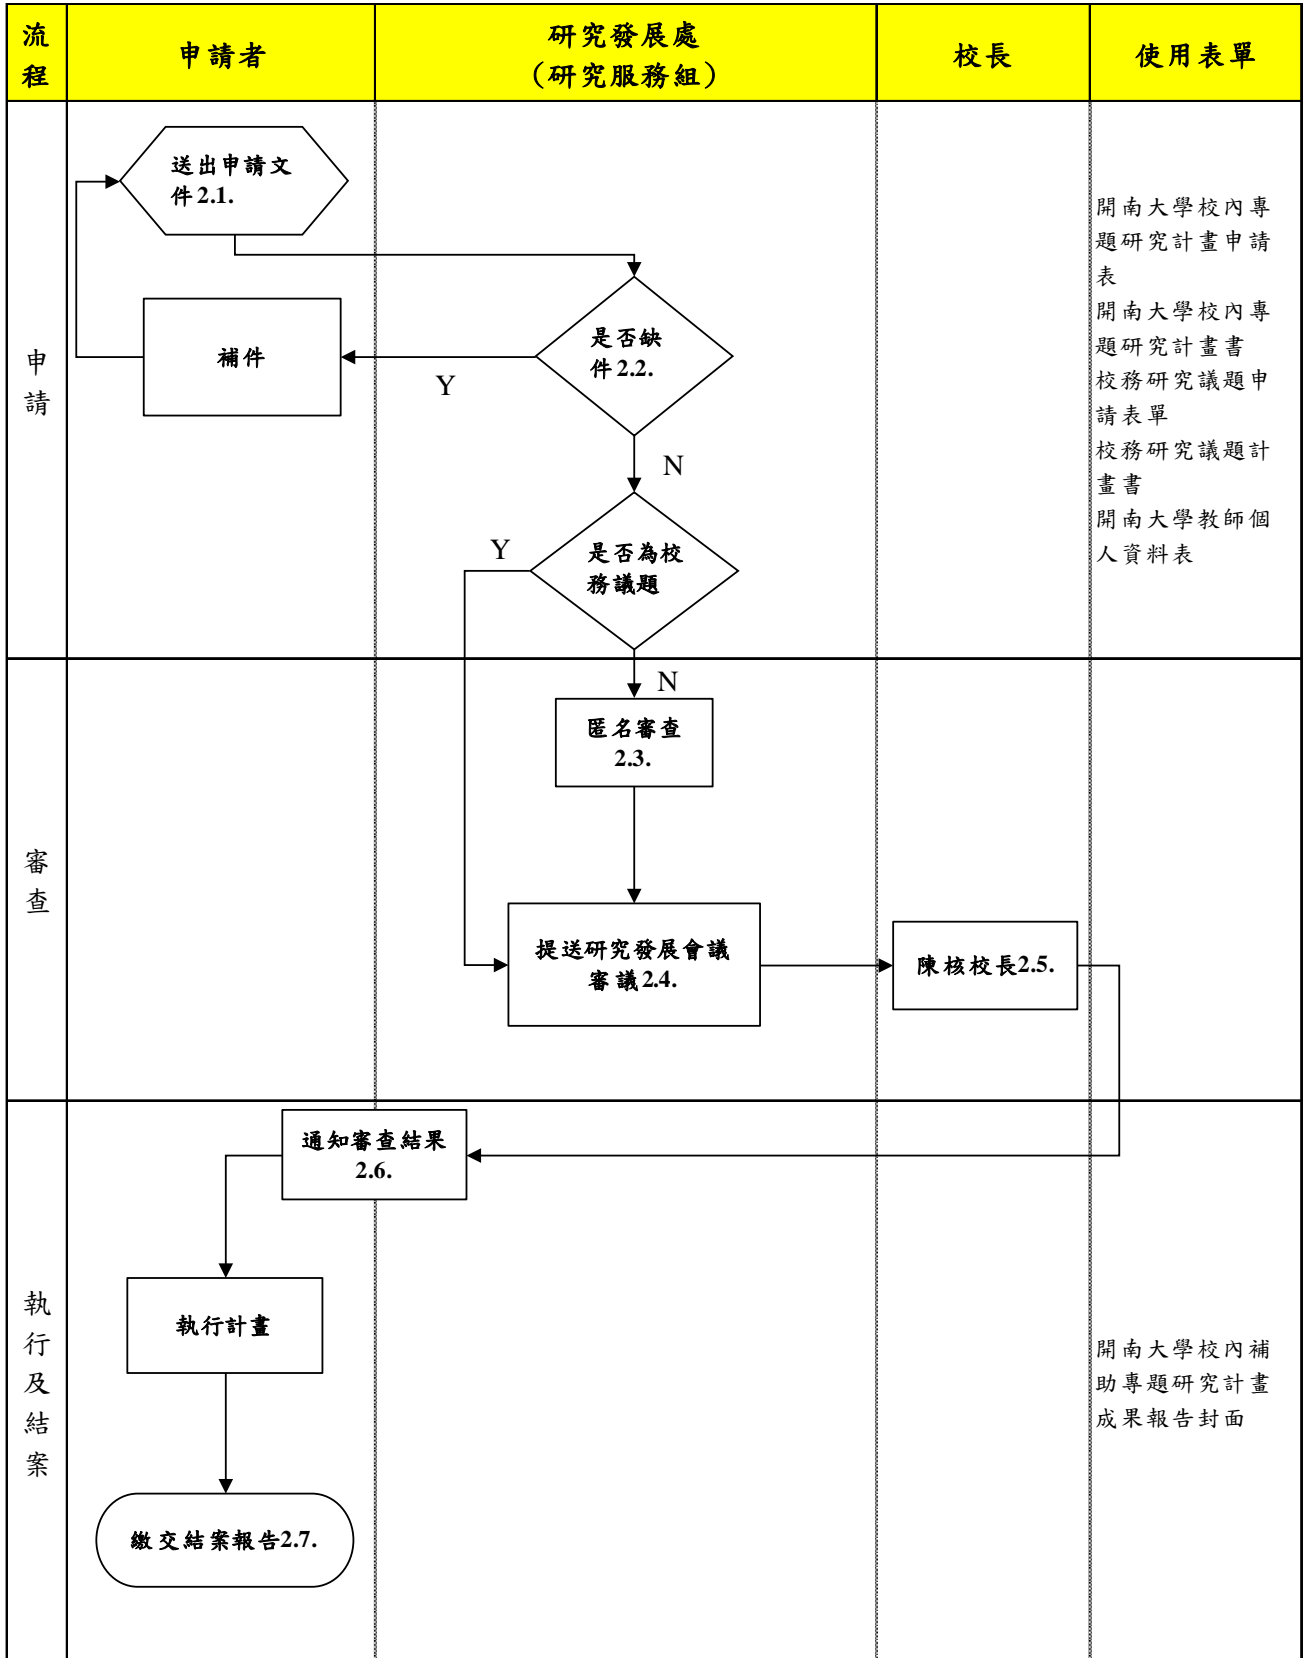 流程
申請者
研究發展處
（研究服務組）
校長
使用表單
申請
送出申請文
件2.1.
補件
是否缺
件2.2.
Y
N
是否為校
務議題
Y
開南大學校內專
題研究計畫申請
表
開南大學校內專
題研究計畫書
校務研究議題申
請表單
校務研究議題計
畫書
開南大學教師個
人資料表
審查
N
匿名審查
2.3.
提送研究發展會議
審議2.4.
陳核校長2.5.
執行及結案
通知審查結果
2.6.
執行計畫
繳交結案報告2.7.
開南大學校內補
助專題研究計畫
成果報告封面